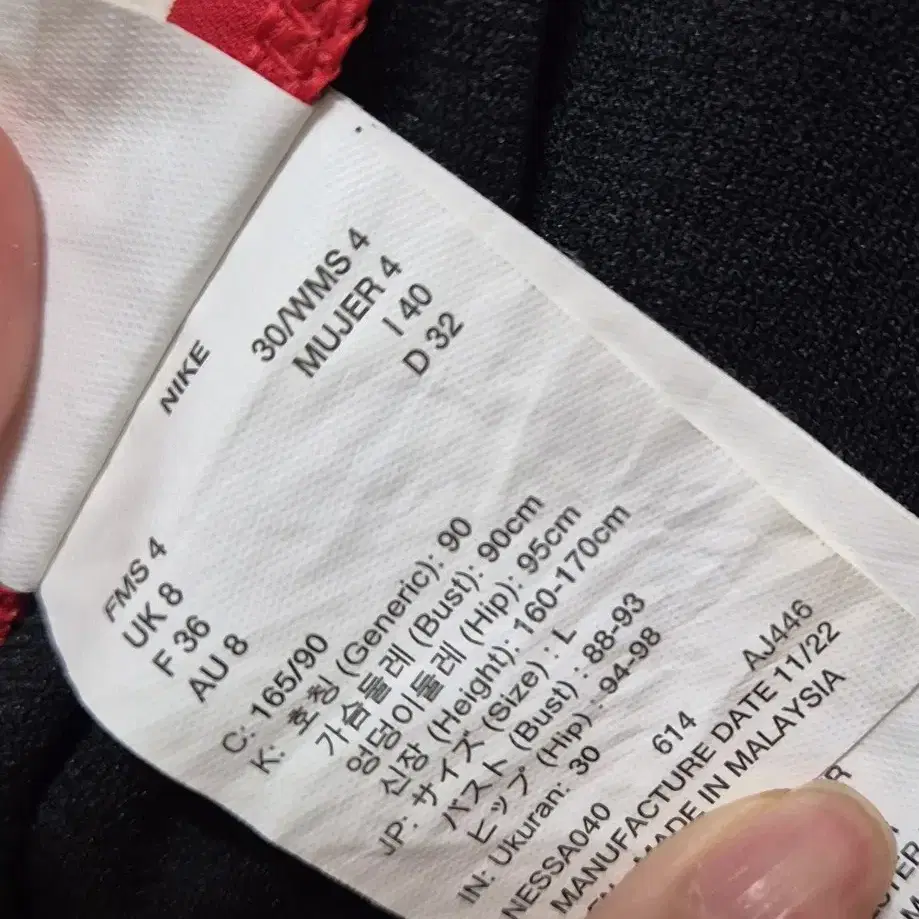 NIKE
30/WMS 4
MUJER 4
I 40
D 32
FMS 4
UK 8
F 36
AU 8
C: 165/90
K: 호칭 (Generic): 90
가슴둘레 (Bust): 90cm
엉덩이둘레 (Hip): 95cm
신장 (Height): 160-170cm
JP: サイズ (Size) : L
バスト (Bust) : 88-93
ヒップ (Hip) : 94-98
IN: Ukuran: 30
NESSA040 614 AJ446
MANUFACTURE DATE 11/22
MADE IN MALAYSIA